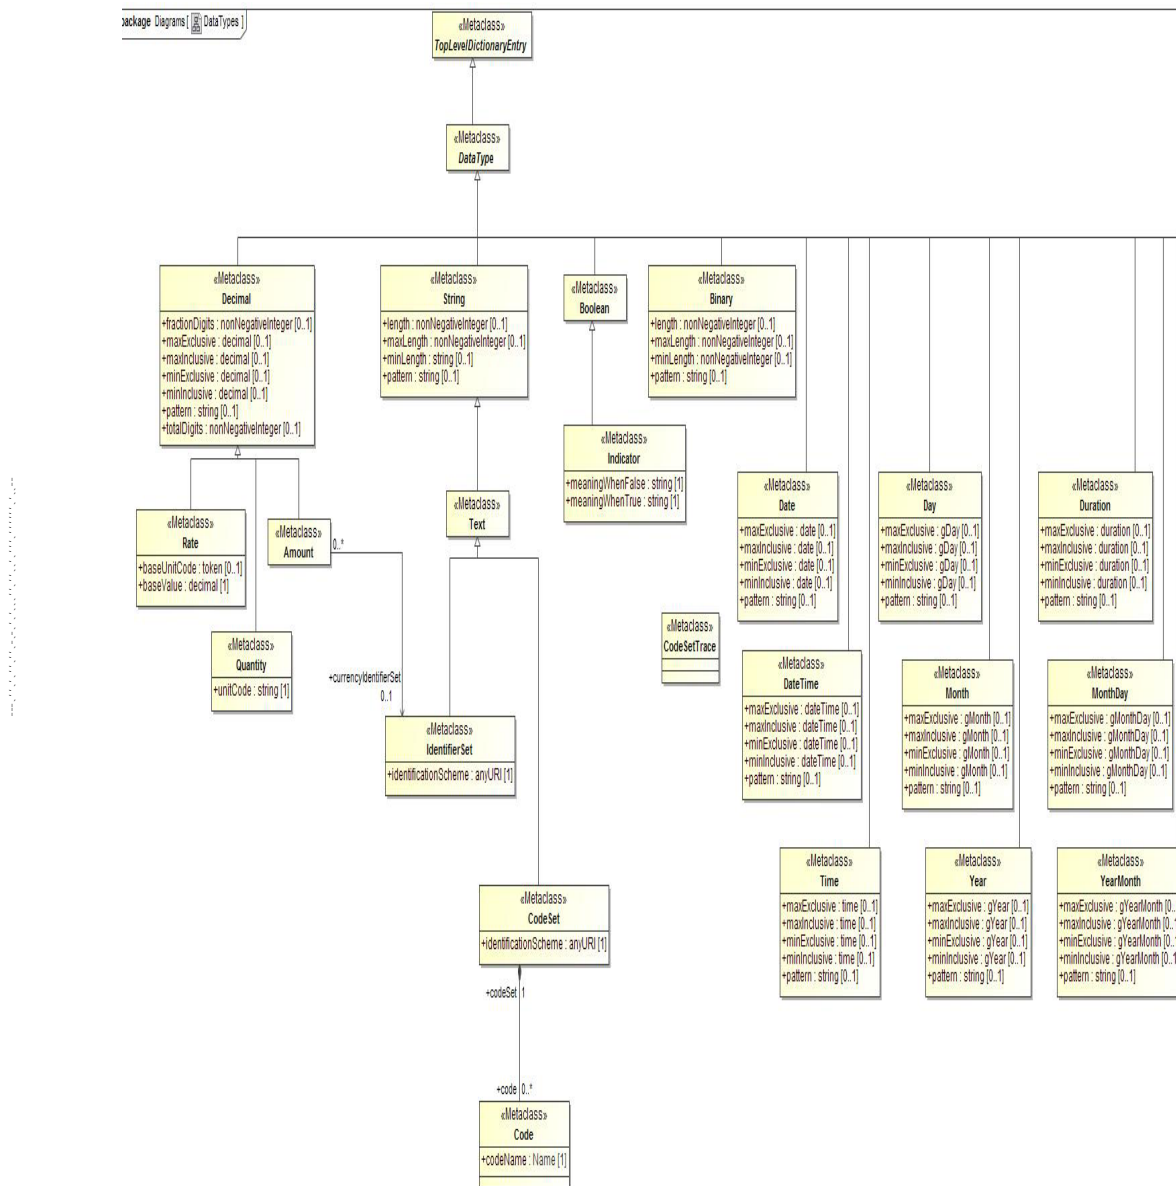 package Diagrams [ DataTypes ]
«Metaclass»
TopLevelDictionaryEntry
«Metaclass»
DataType
«Metaclass»
Decimal
+fractionDigits : nonNegativeInteger [0..1]
+maxExclusive : decimal [0..1]
+maxInclusive : decimal [0..1]
+minExclusive : decimal [0..1]
+minInclusive : decimal [0..1]
+pattern : string [0..1]
+totalDigits : nonNegativeInteger [0..1]
«Metaclass»
String
+length : nonNegativeInteger [0..1]
+maxLength : nonNegativeInteger [0..1]
+minLength : string [0..1]
+pattern : string [0..1]
«Metaclass»
Boolean
«Metaclass»
Binary
+length : nonNegativeInteger [0..1]
+maxLength : nonNegativeInteger [0..1]
+minLength : nonNegativeInteger [0..1]
+pattern : string [0..1]
«Metaclass»
Indicator
+meaningWhenFalse : string [1]
+meaningWhenTrue : string [1]
«Metaclass»
Rate
+baseUnitCode : token [0..1]
+baseValue : decimal [1]
«Metaclass»
Amount
0..*
«Metaclass»
Text
«Metaclass»
Date
+maxExclusive : date [0..1]
+maxInclusive : date [0..1]
+minExclusive : date [0..1]
+minInclusive : date [0..1]
+pattern : string [0..1]
«Metaclass»
Day
+maxExclusive : gDay [0..1]
+maxInclusive : gDay [0..1]
+minExclusive : gDay [0..1]
+minInclusive : gDay [0..1]
+pattern : string [0..1]
«Metaclass»
Duration
+maxExclusive : duration [0..1]
+maxInclusive : duration [0..1]
+minExclusive : duration [0..1]
+minInclusive : duration [0..1]
+pattern : string [0..1]
«Metaclass»
Quantity
+unitCode : string [1]
+currencyIdentifierSet
0..1
«Metaclass»
CodeSetTrace
«Metaclass»
DateTime
+maxExclusive : dateTime [0..1]
+maxInclusive : dateTime [0..1]
+minExclusive : dateTime [0..1]
+minInclusive : dateTime [0..1]
+pattern : string [0..1]
«Metaclass»
Month
+maxExclusive : gMonth [0..1]
+maxInclusive : gMonth [0..1]
+minExclusive : gMonth [0..1]
+minInclusive : gMonth [0..1]
+pattern : string [0..1]
«Metaclass»
MonthDay
+maxExclusive : gMonthDay [0..1]
+maxInclusive : gMonthDay [0..1]
+minExclusive : gMonthDay [0..1]
+minInclusive : gMonthDay [0..1]
+pattern : string [0..1]
«Metaclass»
IdentifierSet
+identificationScheme : anyURI [1]
«Metaclass»
CodeSet
+identificationScheme : anyURI [1]
«Metaclass»
Time
+maxExclusive : time [0..1]
+maxInclusive : time [0..1]
+minExclusive : time [0..1]
+minInclusive : time [0..1]
+pattern : string [0..1]
«Metaclass»
Year
+maxExclusive : gYear [0..1]
+maxInclusive : gYear [0..1]
+minExclusive : gYear [0..1]
+minInclusive : gYear [0..1]
+pattern : string [0..1]
«Metaclass»
YearMonth
+maxExclusive : gYearMonth [0..
+maxInclusive : gYearMonth [0..1
+minExclusive : gYearMonth [0..1
+minInclusive : gYearMonth [0..1]
+pattern : string [0..1]
+codeSet 1
+code 0..*
«Metaclass»
Code
+codeName : Name [1]